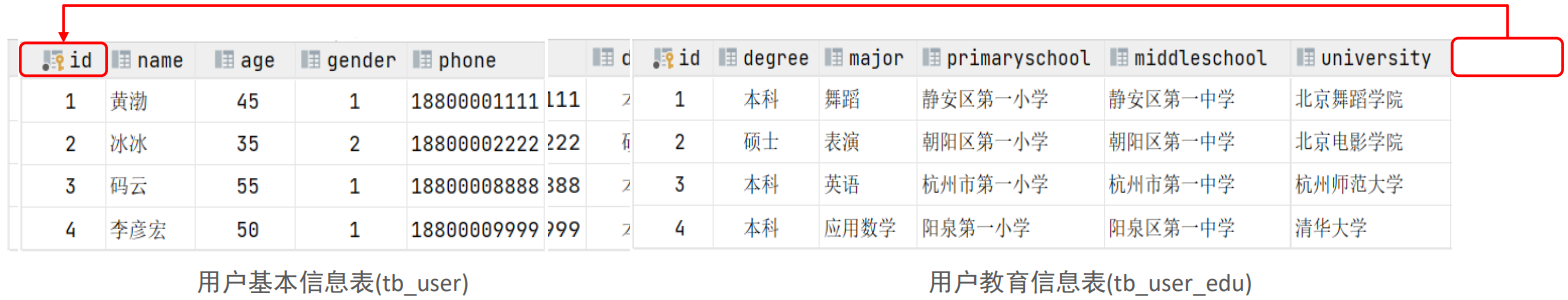 id name age gender phone
1 黄渤 45 1 18800001111
2 冰冰 35 2 18800002222
3 码云 55 1 18800008888
4 李彦宏 50 1 18800009999
111
222
888
999
d
id degree major primaryschool middleschool university
1 本科 舞蹈 静安区第一小学 静安区第一中学 北京舞蹈学院
2 硕士 表演 朝阳区第一小学 朝阳区第一中学 北京电影学院
3 本科 英语 杭州市第一小学 杭州市第一中学 杭州师范大学
4 本科 应用数学 阳泉第一小学 阳泉区第一中学 清华大学
用户基本信息表(tb_user)
用户教育信息表(tb_user_edu)